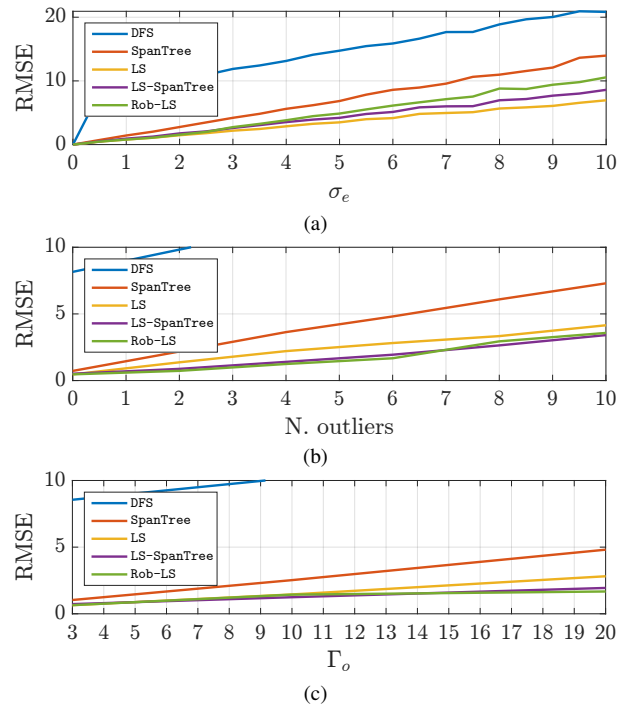 20
10
0
RMSE
DFS
SpanTree
LS
LS-SpanTree
Rob-LS
0 1 2 3 4 5 6 7 8 9 10
σe
(a)
10
5
0
RMSE
DFS
SpanTree
LS
LS-SpanTree
Rob-LS
0 1 2 3 4 5 6 7 8 9 10
N. outliers
(b)
10
5
0
RMSE
DFS
SpanTree
LS
LS-SpanTree
Rob-LS
3 4 5 6 7 8 9 10 11 12 13 14 15 16 17 18 19 20
Γo
(c)